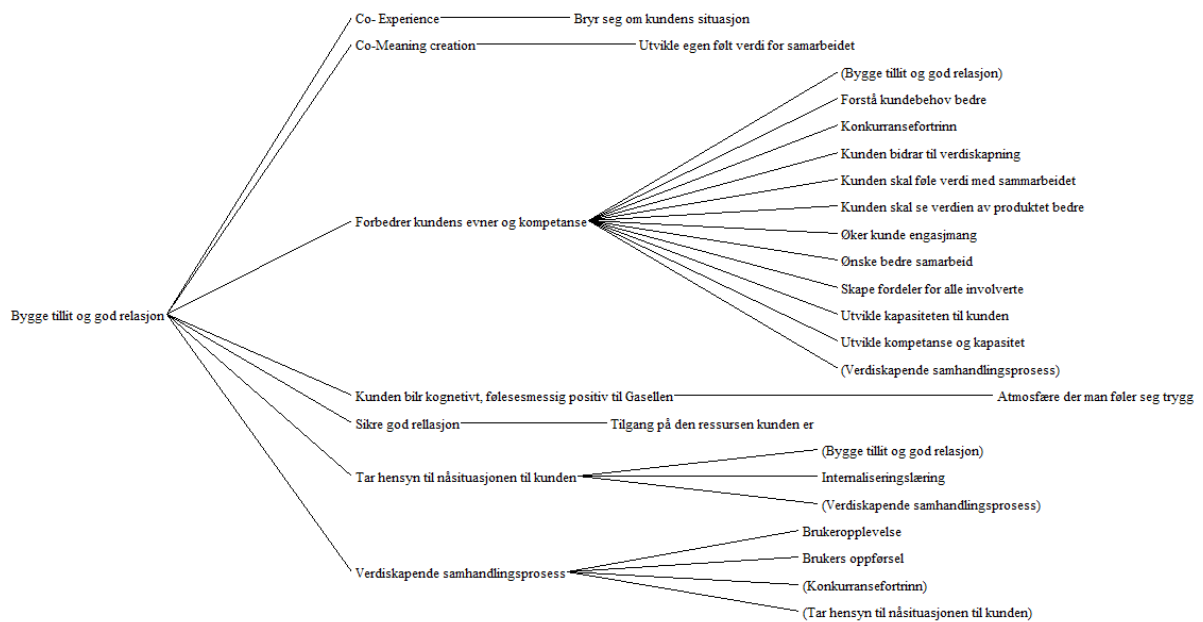 Co- Experience
Bryr seg om kundens situasjon
Co-Meaning creation
Utvikle egen følt verdi for samarbeidet
(Bygge tillit og god relasjon)
Forstå kundebehov bedre
Konkurransefortrinn
Kunden bidrar til verdiskapning
Kunden skal føle verdi med sammarbeidet
Kunden skal se verdien av produktet bedre
Forbedrer kundens evner og kompetanse
Øker kunde engasjmang
Ønske bedre samarbeid
Skape fordeler for alle involverte
Bygge tillit og god relasjon
Utvikle kapasiteten til kunden
Utvikle kompetanse og kapasitet
(Verdiskapende samhandlingsprosess)
Kunden bilr kognetivt, følesesmessig positiv til Gasellen
Atmosfære der man føler seg trygg
Sikre god rellasjon
Tilgang på den ressursen kunden er
(Bygge tillit og god relasjon)
Tar hensyn til nåsituasjonen til kunden
Internaliseringslæring
(Verdiskapende samhandlingsprosess)
Brukeropplevelse
Brukers oppførsel
Verdiskapende samhandlingsprosess
(Konkurransefortrinn)
(Tar hensyn til nåsituasjonen til kunden)